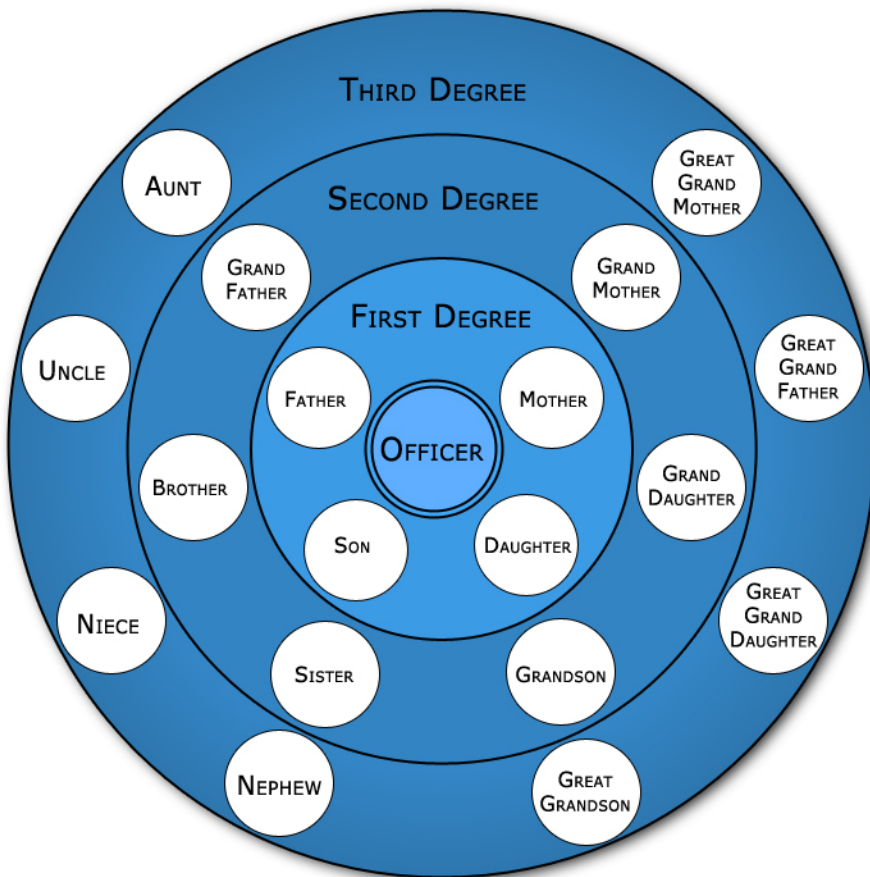 Third Degree
Aunt
Great
Grand
Mother
Second Degree
Grand
Father
Grand
Mother
First Degree
Uncle
Great
Grand
Father
Father
Mother
Officer
Brother
Grand
Daughter
Son
Daughter
Niece
Great
Grand
Daughter
Sister
Grandson
Nephew
Great
Grandson